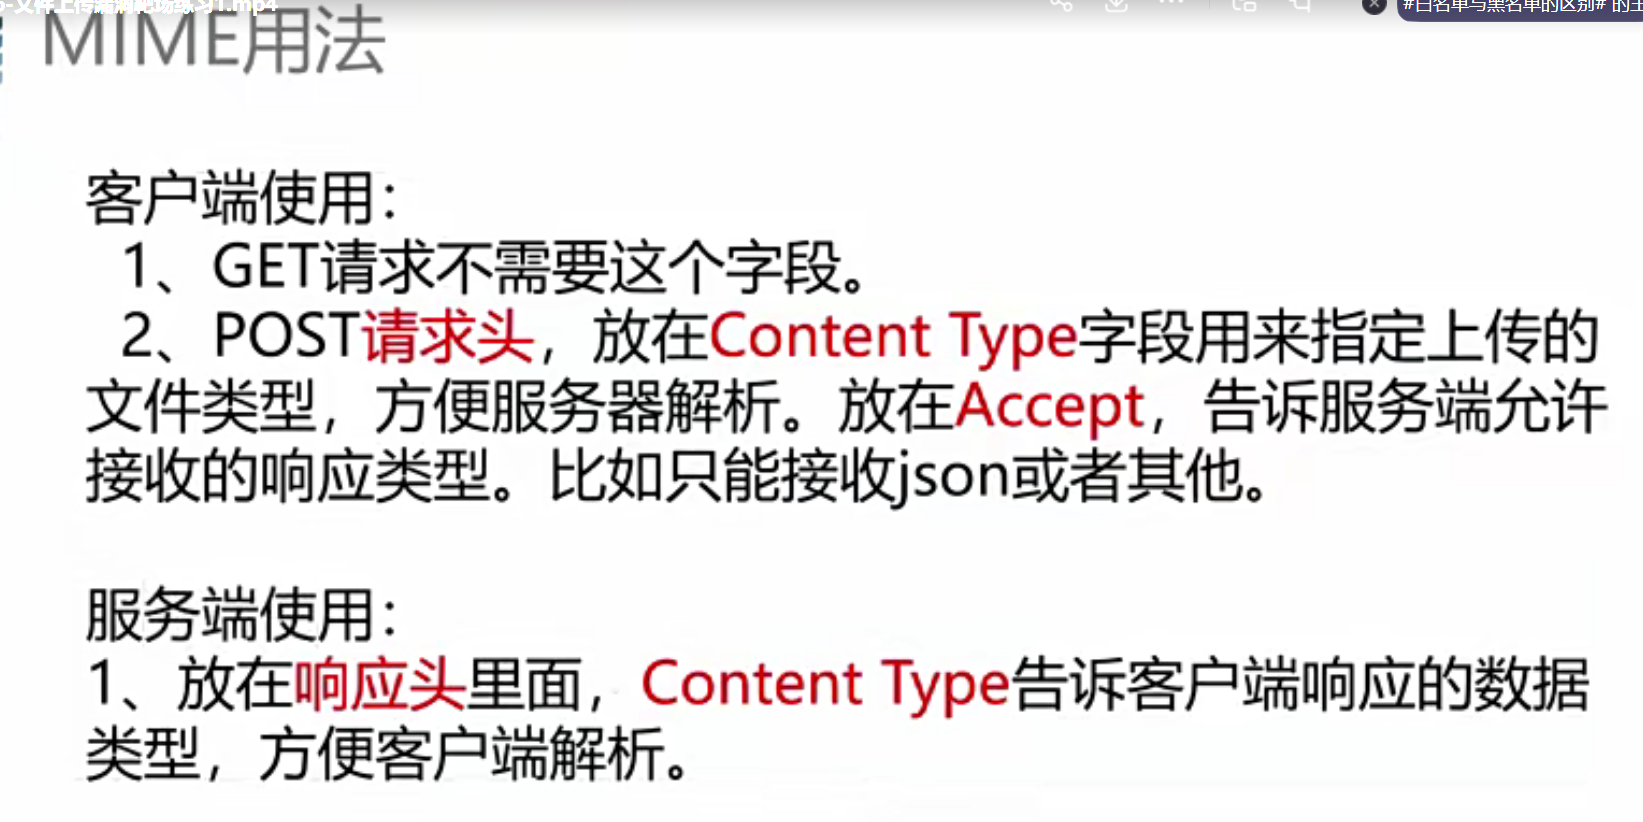 6-文件上传漏洞靶场练习1.mp4
#白名单与黑名单的区别# 的主
MIME用法
客户端使用：
1、GET请求不需要这个字段。
2、POST请求头，放在Content Type字段用来指定上传的
文件类型，方便服务器解析。放在Accept，告诉服务端允许
接收的响应类型。比如只能接收json或者其他。
服务端使用：
1、放在响应头里面，Content Type告诉客户端响应的数据
类型，方便客户端解析。